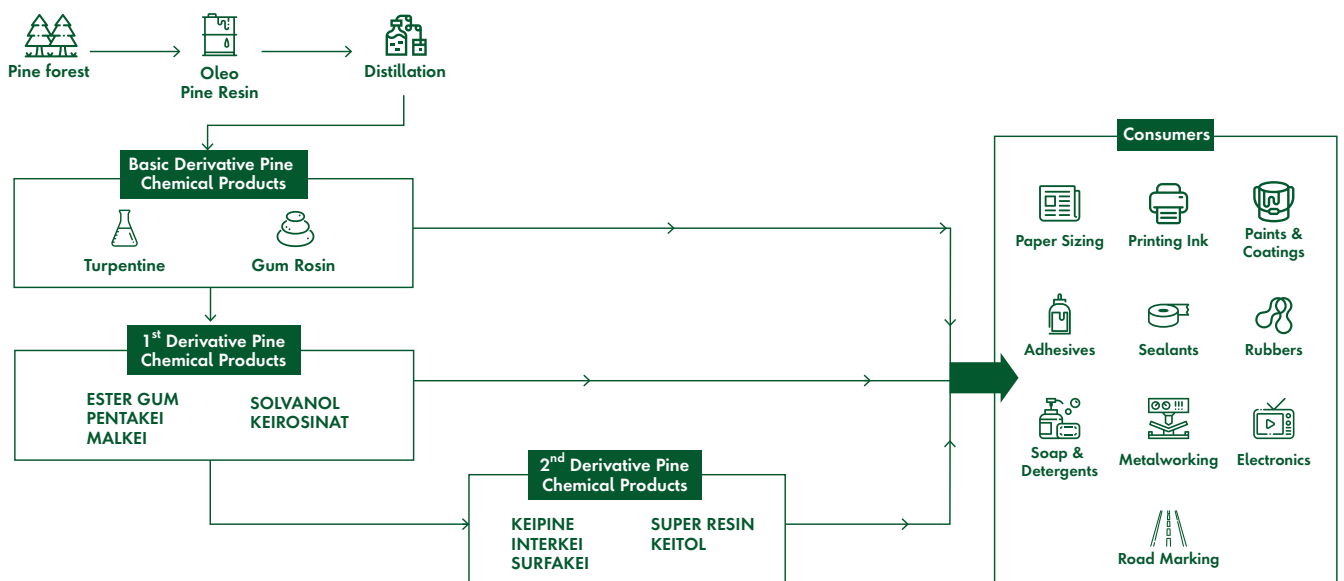 Pine forest
Oleo
Pine Resin
Distillation
Basic Derivative Pine
Chemical Products
Turpentine
Gum Rosin
1st Derivative Pine
Chemical Products
ESTER GUM
PENTAKEI
MALKEI
SOLVANOL
KEIROSINAT
2nd Derivative Pine
Chemical Products
KEIPINE
INTERKEI
SURFAKEI
SUPER RESIN
KEITOL
Consumers
Paper Sizing
Printing Ink
Paints &
Coatings
Adhesives
Sealants
Rubbers
Soap &
Detergents
Metalworking
Electronics
Road Marking